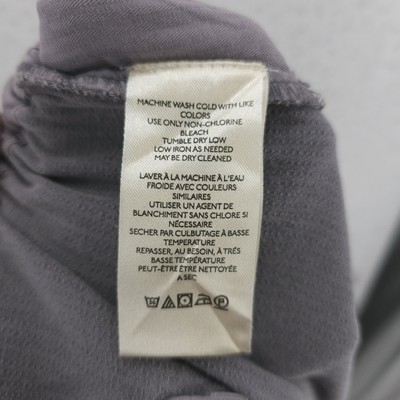 MACHINE WASH COLD WITH LIKE
COLORS
USE ONLY NON-CHLORINE
BLEACH
TUMBLE DRY LOW
LOW IRON AS NEEDED
MAY BE DRY CLEANED
LAVER À LA MACHINE À L'EAU
FROIDE AVEC COULEURS
SIMILAIRES
UTILISER UN AGENT DE
BLANCHIMENT SANS CHLORE SI
NÉCESSAIRE
SECHER PAR CULBUTAGE À BASSE
TEMPERATURE
REPASSER, AU BESOIN, À TRÉS
BASSE TEMPÉRATURE
PEUT-ÊTRE ÊTRE NETTOYÉE
A SEC